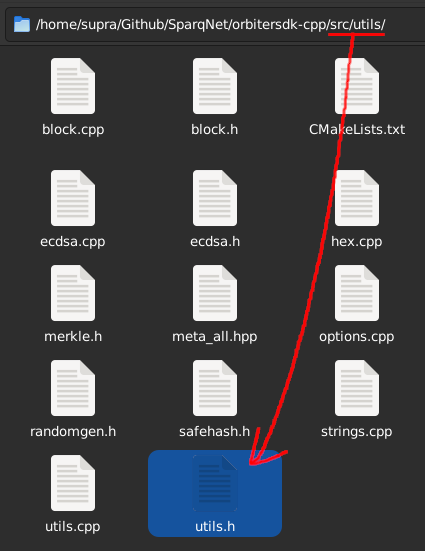 /home/supra/Github/SparqNet/orbitersdk-cpp/src/utils/
block.cpp block.h CMakeLists.txt
ecdsa.cpp ecdsa.h hex.cpp
merkle.h meta_all.hpp options.cpp
randomgen.h safehash.h strings.cpp
utils.cpp utils.h